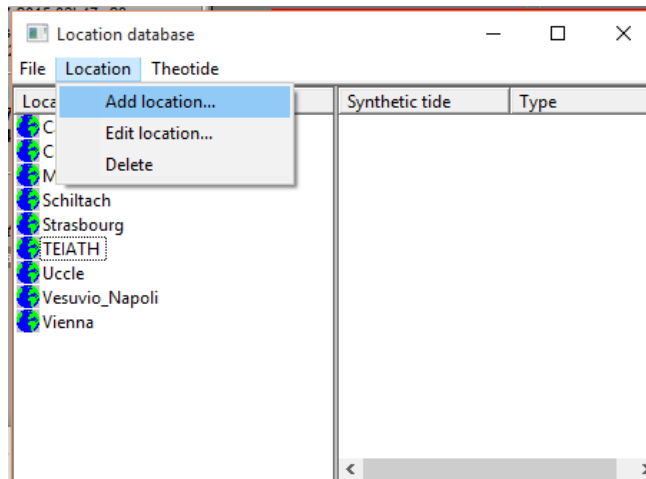 Location database
File Location Theotide
Add location...
Edit location...
Delete
Synthetic tide
Type
Schiltach
Strasbourg
TEIATH
Uccle
Vesuvio_Napoli
Vienna